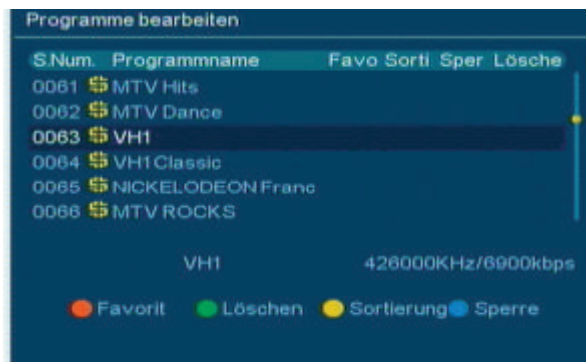 Programme bearbeiten
S.Num. Programmname Favo Sorti Sper Lösche
0061 $ MTV Hits
0062 $ MTV Dance
0063 $ VH1
0064 $ VH1 Classic
0065 $ NICKELODEON Franc
0066 $ MTV ROCKS
VH1 426000KHz/6900kbps
Favorit Löschen Sortierung Sperre